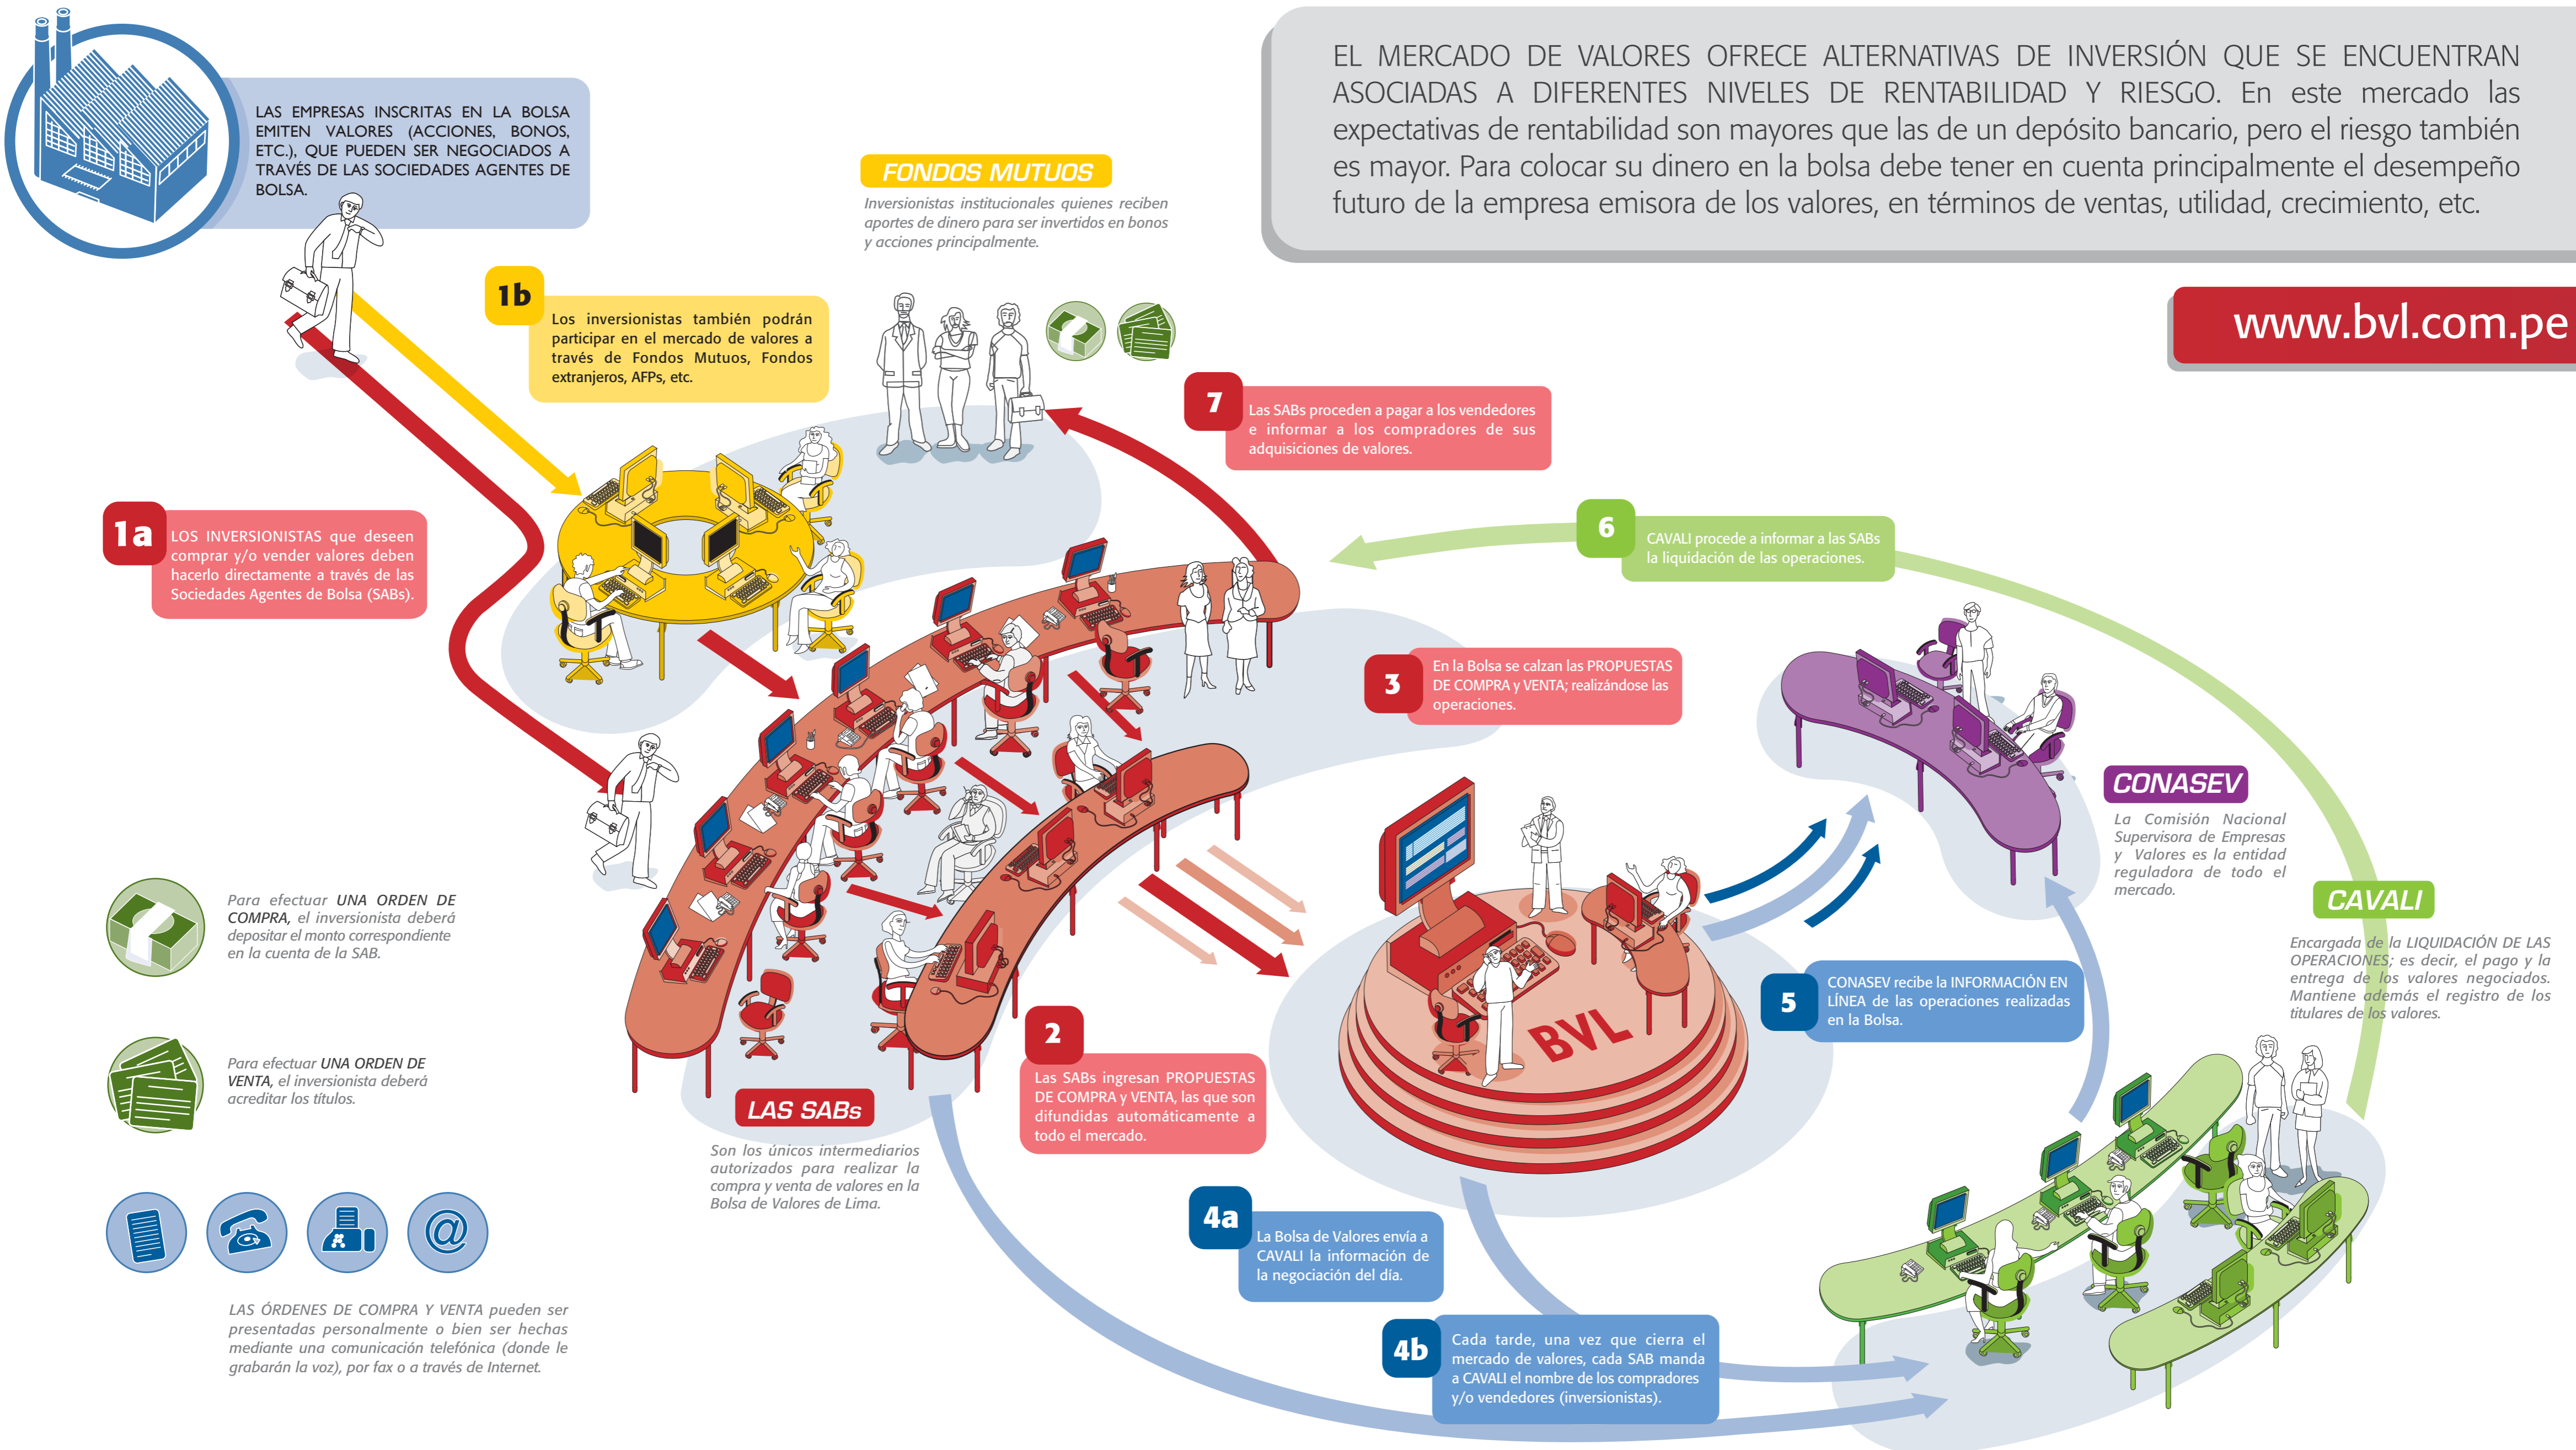 LAS EMPRESAS INSCRITAS EN LA BOLSA
EMITEN VALORES (ACCIONES, BONOS,
ETC.), QUE PUEDEN SER NEGOCIADOS A
TRAVÉS DE LAS SOCIEDADES AGENTES DE
BOLSA.
EL MERCADO DE VALORES OFRECE ALTERNATIVAS DE INVERSIÓN QUE SE ENCUENTRAN
ASOCIADAS A DIFERENTES NIVELES DE RENTABILIDAD Y RIESGO. En este mercado las
expectativas de rentabilidad son mayores que las de un depósito bancario, pero el riesgo también
es mayor. Para colocar su dinero en la bolsa debe tener en cuenta principalmente el desempeño
futuro de la empresa emisora de los valores, en términos de ventas, utilidad, crecimiento, etc.
www.bvl.com.pe
FONDOS MUTUOS
Inversionistas institucionales quienes reciben
aportes de dinero para ser invertidos en bonos
y acciones principalmente.
1b
Los inversionistas también podrán
participar en el mercado de valores a
través de Fondos Mutuos, Fondos
extranjeros, AFPs, etc.
7
Las SABs proceden a pagar a los vendedores
e informar a los compradores de sus
adquisiciones de valores.
1a
LOS INVERSIONISTAS que deseen
comprar y/o vender valores deben
hacerlo directamente a través de las
Sociedades Agentes de Bolsa (SABs).
6
CAVALI procede a informar a las SABs
la liquidación de las operaciones.
3
En la Bolsa se calzan las PROPUESTAS
DE COMPRA y VENTA; realizándose las
operaciones.
CONASEV
La Comisión Nacional
Supervisora de Empresas
y Valores es la entidad
reguladora de todo el
mercado.
CAVALI
Encargada de la LIQUIDACIÓN DE LAS
OPERACIONES; es decir, el pago y la
entrega de los valores negociados.
Mantiene además el registro de los
titulares de los valores.
Para efectuar UNA ORDEN DE
COMPRA, el inversionista deberá
depositar el monto correspondiente
en la cuenta de la SAB.
5
CONASEV recibe la INFORMACIÓN EN
LÍNEA de las operaciones realizadas
en la Bolsa.
BVL
2
Las SABs ingresan PROPUESTAS
DE COMPRA y VENTA, las que son
difundidas automáticamente a
todo el mercado.
Para efectuar UNA ORDEN DE
VENTA, el inversionista deberá
acreditar los títulos.
LAS SABs
Son los únicos intermediarios
autorizados para realizar la
compra y venta de valores en la
Bolsa de Valores de Lima.
@
4a
La Bolsa de Valores envía a
CAVALI la información de
la negociación del día.
LAS ÓRDENES DE COMPRA Y VENTA pueden ser
presentadas personalmente o bien ser hechas
mediante una comunicación telefónica (donde le
grabarán la voz), por fax o a través de Internet.
4b
Cada tarde, una vez que cierra el
mercado de valores, cada SAB manda
a CAVALI el nombre de los compradores
y/o vendedores (inversionistas).